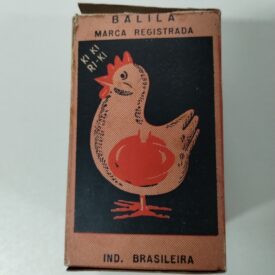 BALILA
MARCA REGISTRADA
KI KI
RI-KI
IND. BRASILEIRA